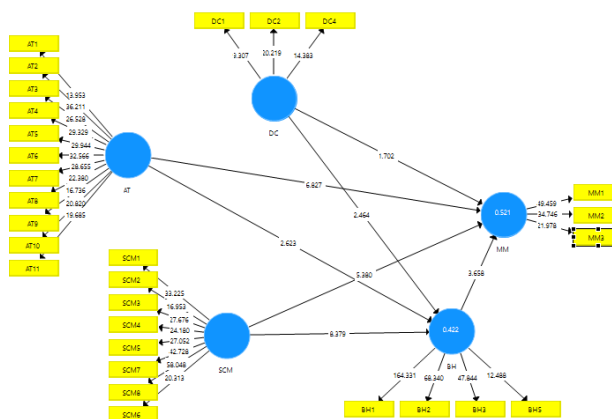 DC1 DC2 DC4
3.307 20.219 14.383
DC
AT1
AT2
AT3
AT4
AT5
AT6
AT7
AT8
AT9
AT10
AT11
13.953
36.211
26.528
29.329
29.944
32.566
28.655
22.380
16.736
20.820
19.685
AT
1.702
6.827
2.464
2.623
5.380
8.379
3.658
0.521
MM
49.459
34.746
21.978
MM1
MM2
MM3
SCM1
SCM2
SCM3
SCM4
SCM5
SCM7
SCM8
SCM6
33.225
16.953
27.676
24.180
27.052
42.728
58.048
20.313
SCM
0.422
BH
164.331 68.340 47.844 12.488
BH1 BH2 BH3 BH5